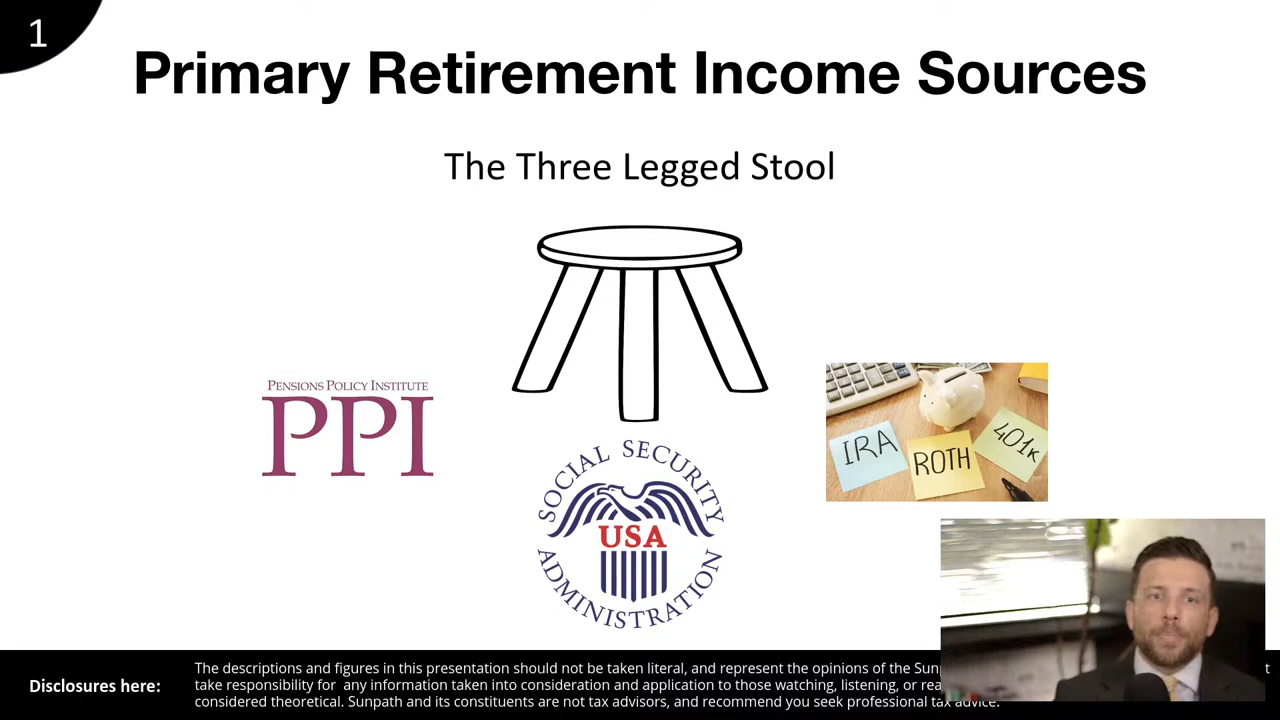 1
Primary Retirement Income Sources
The Three Legged Stool
PENSIONS POLICY INSTITUTE
PPI
SOCIAL SECURITY
USA
ADMINISTRATION
IRA
ROTH
401K
Disclosures here:
The descriptions and figures in this presentation should not be taken literal, and represent the opinions of the
take responsibility for any information taken into consideration and application to those watching, listening, or
considered theoretical. Sunpath and its constituents are not tax advisors, and recommend you seek professional tax advice.